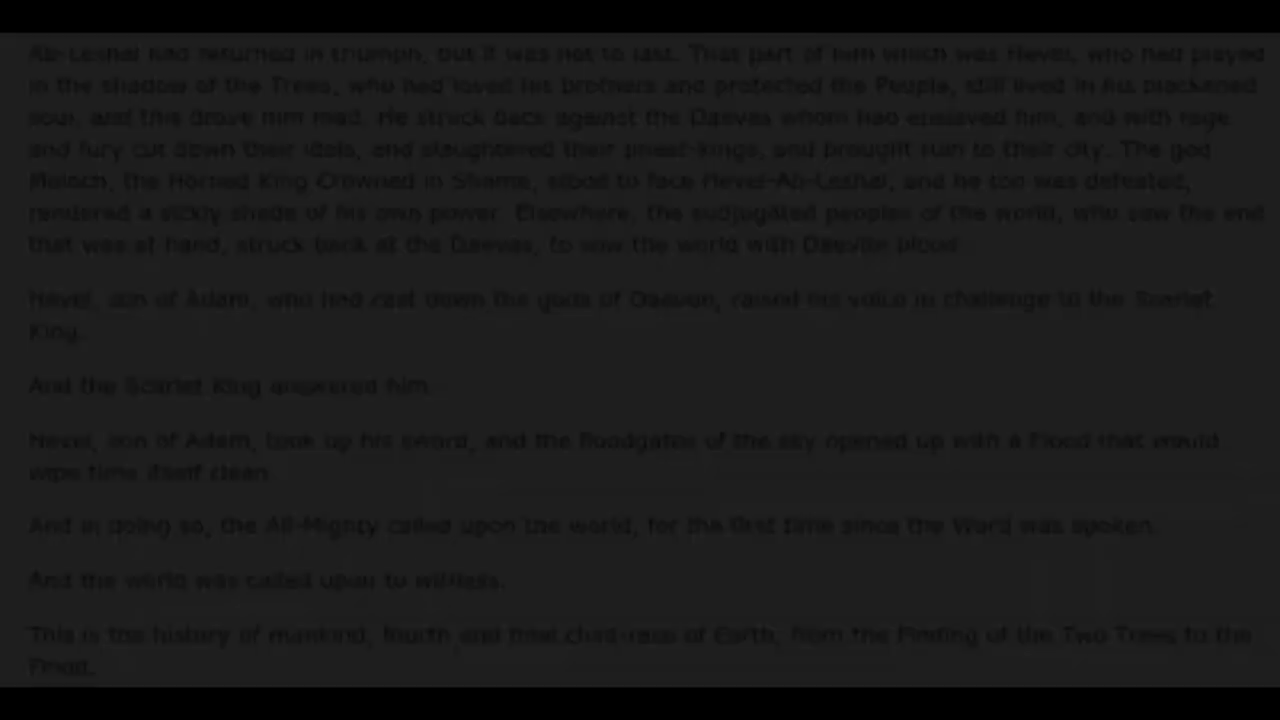 Ab-Leshal had returned in triumph, but it was not to last. That part of him which was Hevel, who had played
in the shadow of the Trees, who had loved his brothers and protected the People, still lived in his blackened
soul, and this drove him mad. He struck back against the Daevas whom had enslaved him, and with rage
and fury cut down their idols, and slaughtered their priest-kings, and brought ruin to their city. The god
Moloch, the Horned King Crowned in Shame, stood to face Hevel-Ab-Leshal, and he too was defeated,
rendered a sickly shade of his own power. Elsewhere, the subjugated peoples of the world, who saw the end
that was at hand, struck back at the Daevas, to sow the world with Daevite blood.
Hevel, son of Adam, who had cast down the gods of Daevon, raised his voice in challenge to the Scarlet
King.
And the Scarlet King answered him.
Hevel, son of Adam, took up his sword, and the floodgates of the sky opened up with a Flood that would
wipe time itself clean.
And in doing so, the All-Mighty called upon the world, for the first time since the Word was spoken.
And the world was called upon to witness.
This is the history of mankind, fourth and final child-race of Earth, from the Finding of the Two Trees to the
Flood.